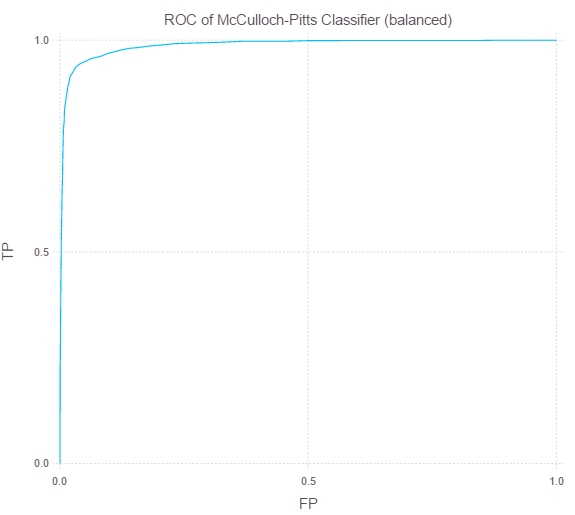 ROC of McCulloch-Pitts Classifier (balanced)
1.0
TP
0.5
0.0
0.0 0.5 1.0
FP